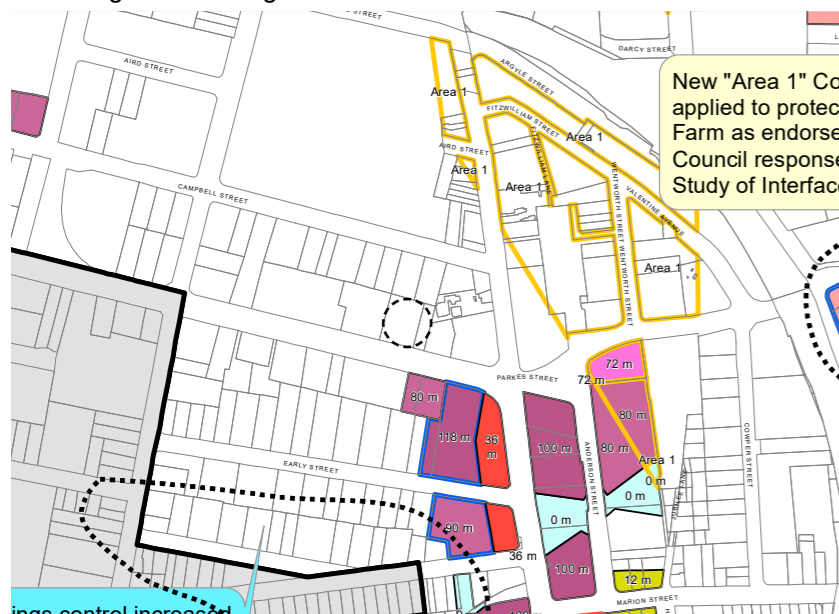 STREET
DARCY STREET
AIRD STREET
ARGYLE STREET
New "Area 1" Co
applied to protec
Farm as endorse
Council response
Study of Interfac
Area 1
FITZWILLIAM STREET
Area 1
AIRD STREET
FITZWILLIAM LANE
Area 1
Area 1
WENTWORTH STREET
VALENTINE AVENUE
CAMPBELL STREET
WENTWORTH STREET
Area 1
PARKES STREET
72 m
72 m
80 m
80 m
118 m
36
m
100 m
80 m
ANDERSON STREET
COWPER STREET
Area 1
EARLY STREET
0 m
0 m
JUBILEE LANE
0 m
90 m
36 m
100 m
12 m
MARION STREET
ings control increased